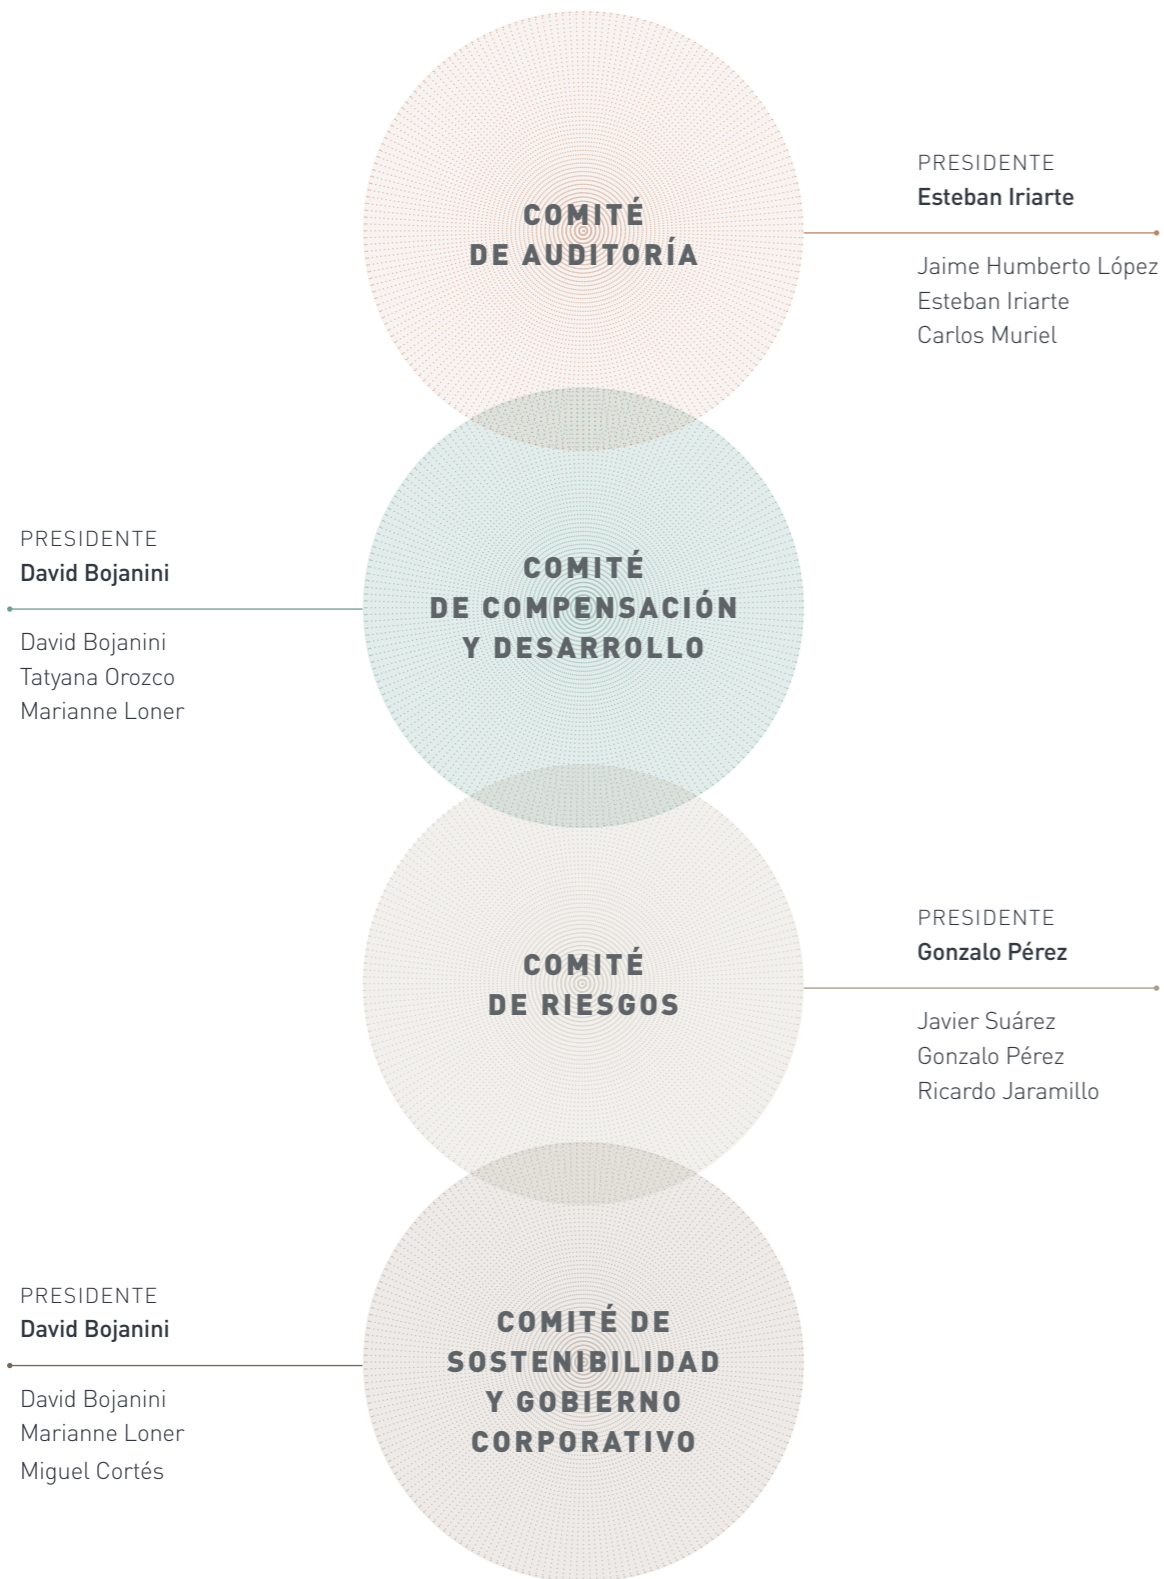 COMITÉ
DE AUDITORÍA
PRESIDENTE
Esteban Iriarte
Jaime Humberto López
Esteban Iriarte
Carlos Muriel
PRESIDENTE
David Bojanini
David Bojanini
Tatyana Orozco
Marianne Loner
COMITÉ
DE COMPENSACIÓN
Y DESARROLLO
COMITÉ
DE RIESGOS
PRESIDENTE
Gonzalo Pérez
Javier Suárez
Gonzalo Pérez
Ricardo Jaramillo
PRESIDENTE
David Bojanini
David Bojanini
Marianne Loner
Miguel Cortés
COMITÉ DE
SOSTENIBILIDAD
Y GOBIERNO
CORPORATIVO